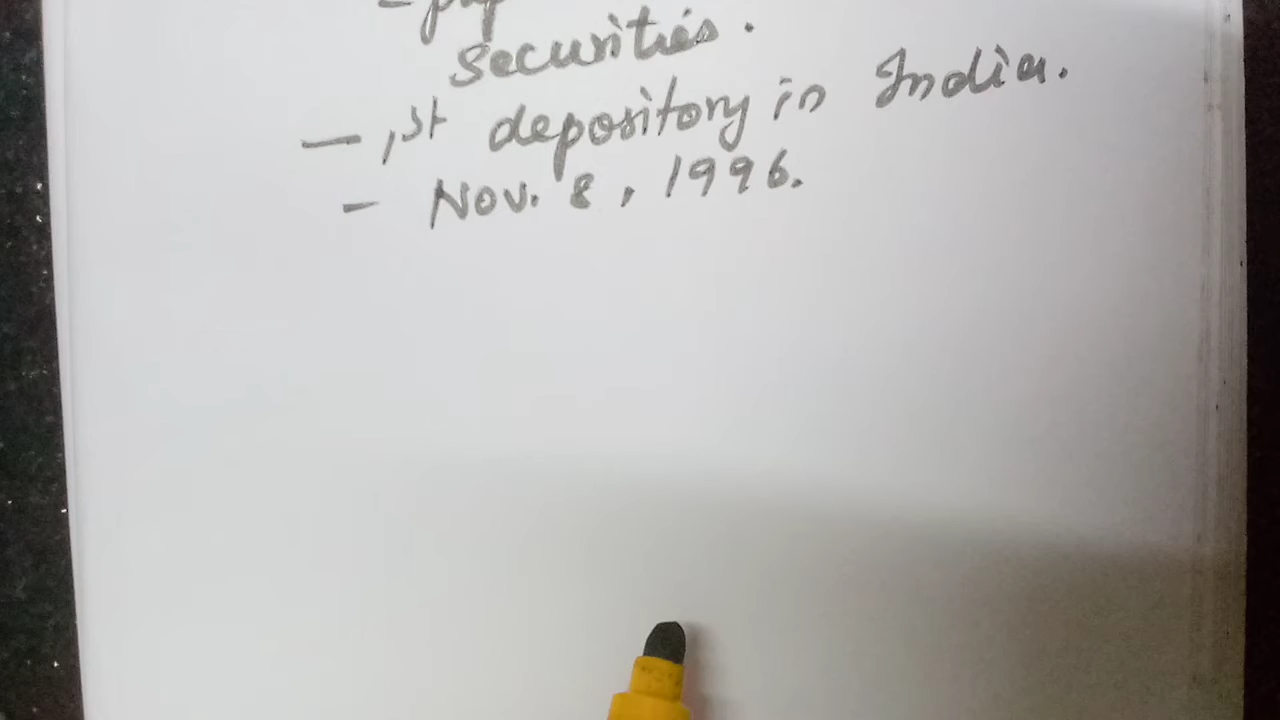 securities.
- 1st depository in India.
- Nov. 8, 1996.